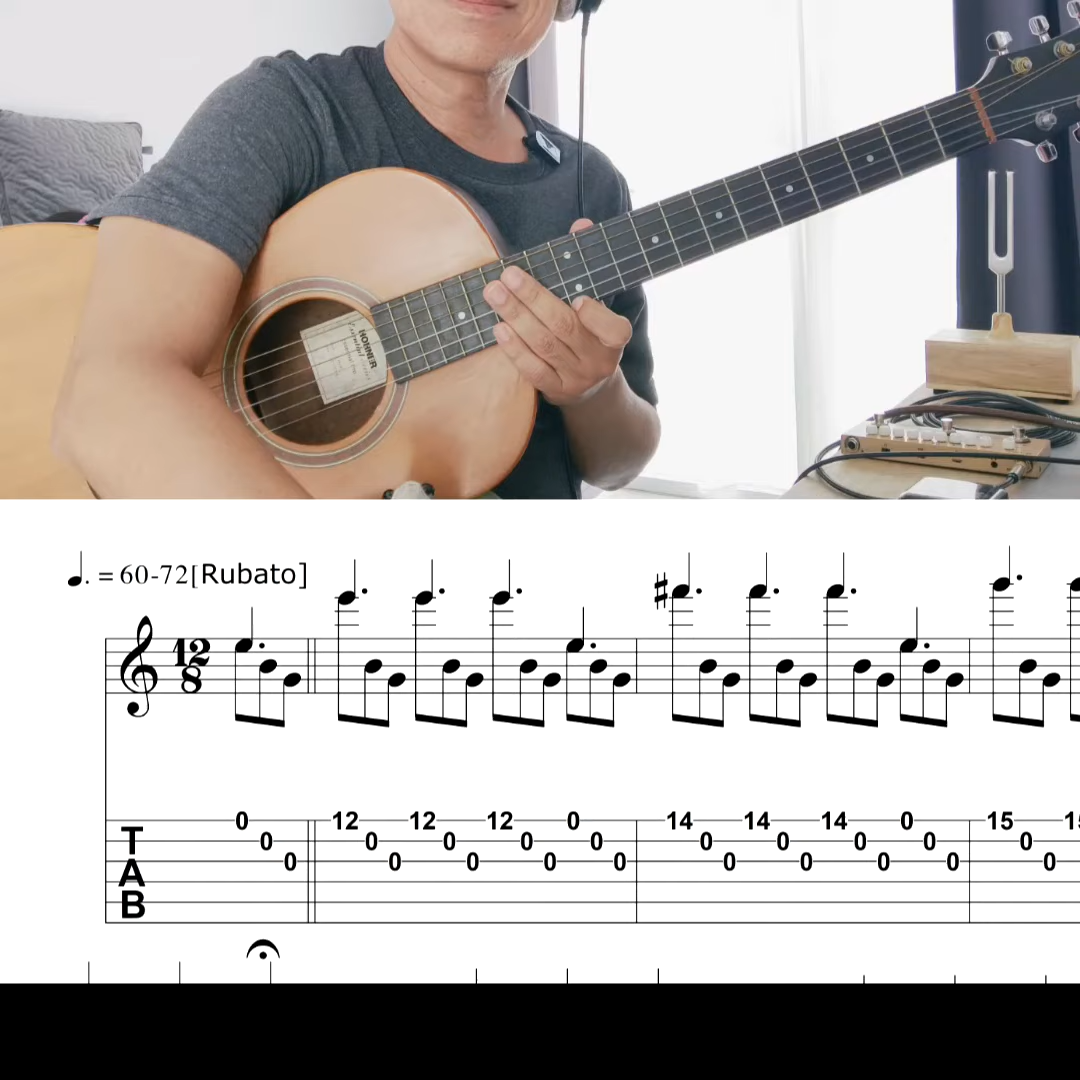 HOHNER
♩. = 60-72[Rubato]
12
8
0 12 12 12 0 14 14 14 0 15 15
T 0 0 0 0 0 0 0 0 0 0
A 0 0 0 0 0 0 0 0 0 0
B